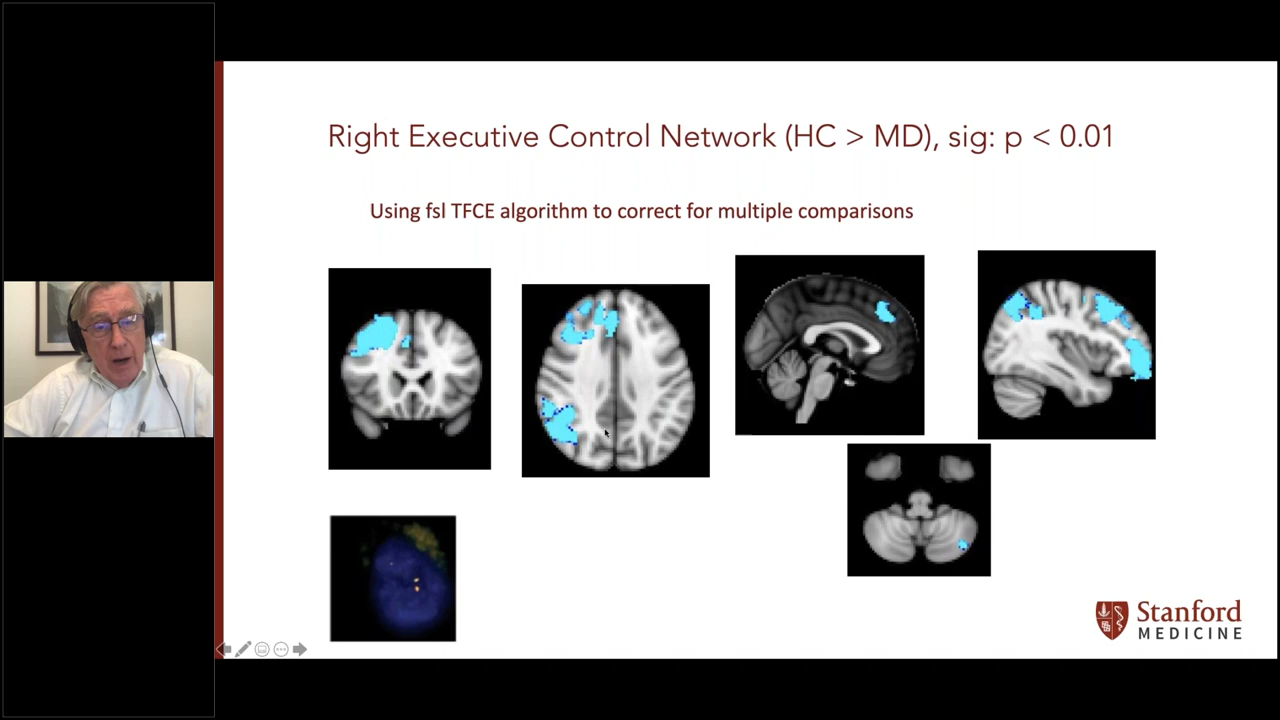 Right Executive Control Network (HC > MD), sig: p < 0.01
Using fsl TFCE algorithm to correct for multiple comparisons
Stanford
MEDICINE